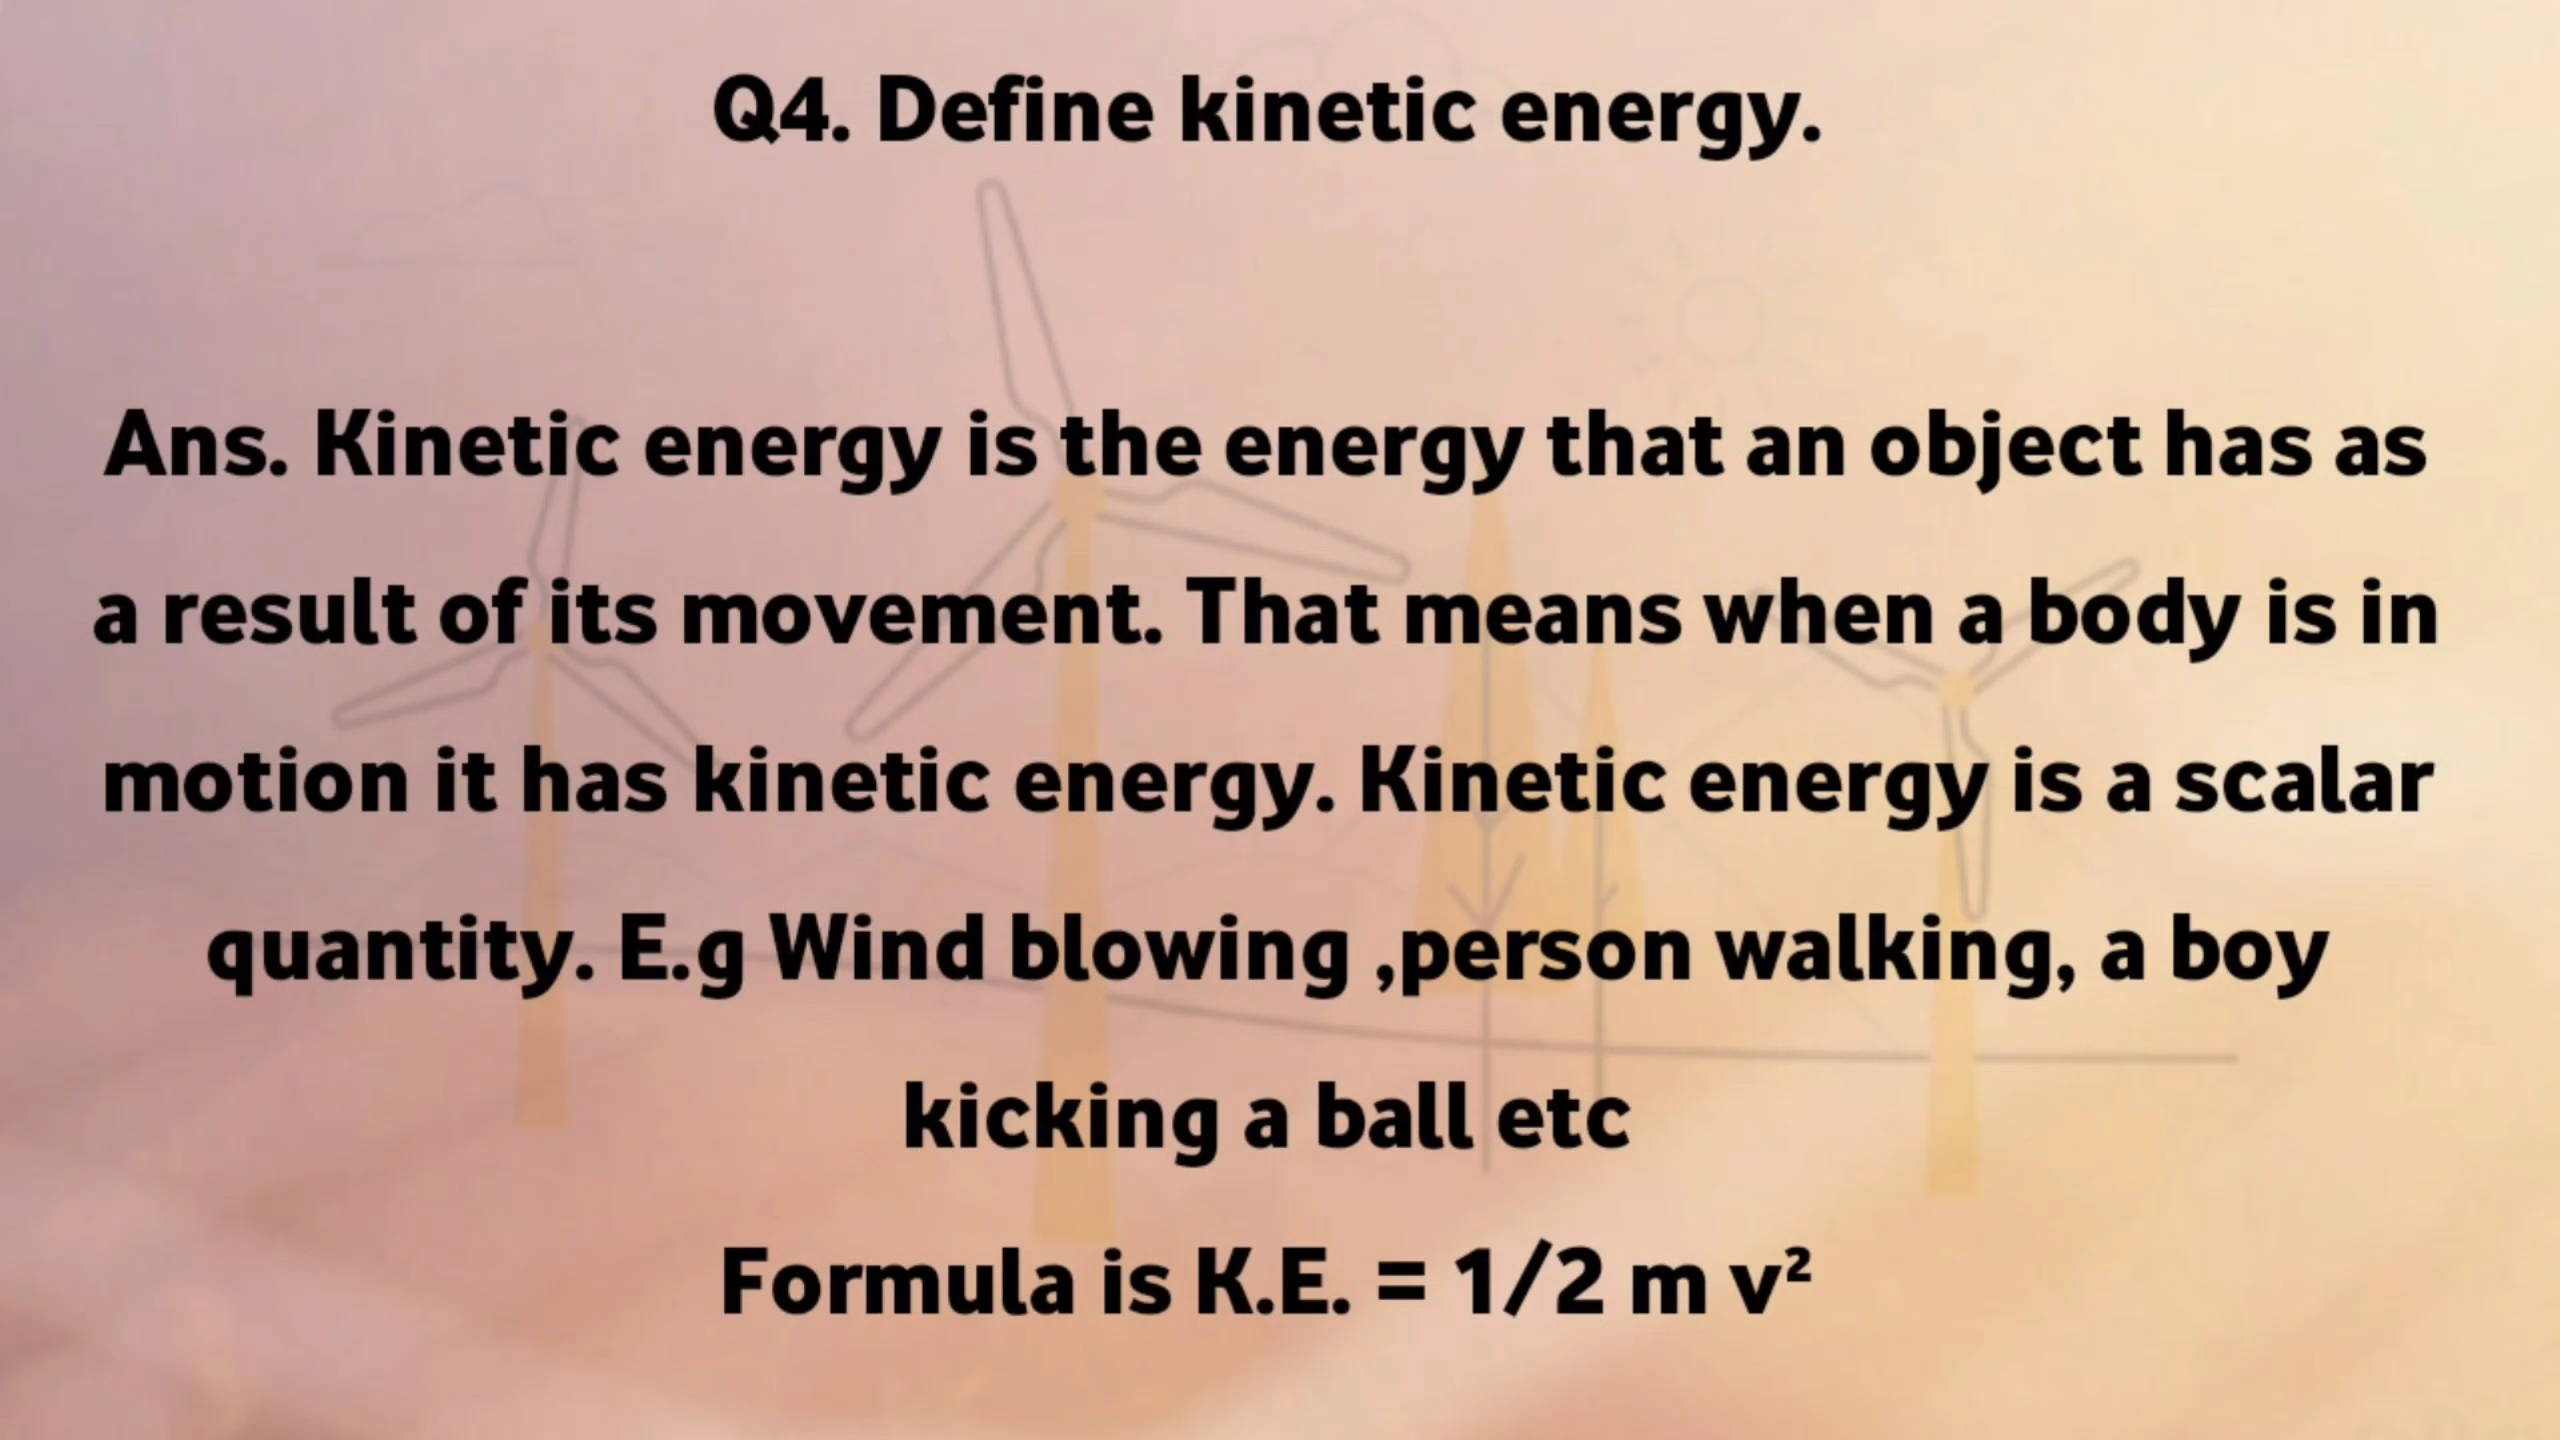 Q4. Define kinetic energy.
Ans. Kinetic energy is the energy that an object has as
a result of its movement. That means when a body is in
motion it has kinetic energy. Kinetic energy is a scalar
quantity. E.g Wind blowing ,person walking, a boy
kicking a ball etc
Formula is K.E. = 1/2 m v²